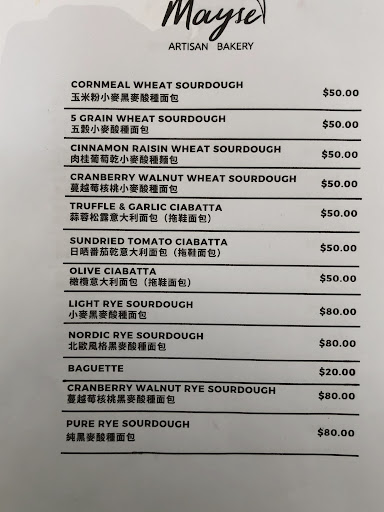 Mayse
ARTISAN BAKERY
CORNMEAL WHEAT SOURDOUGH $50.00
玉米粉小麥黑麥酸種面包
5 GRAIN WHEAT SOURDOUGH $50.00
五穀小麥酸種面包
CINNAMON RAISIN WHEAT SOURDOUGH $50.00
肉桂葡萄乾小麥酸種麵包
CRANBERRY WALNUT WHEAT SOURDOUGH $50.00
蔓越莓核桃小麥酸種面包
TRUFFLE & GARLIC CIABATTA $50.00
蒜蓉松露意大利面包（拖鞋面包）
SUNDRIED TOMATO CIABATTA $50.00
日晒番茄乾意大利面包（拖鞋面包）
OLIVE CIABATTA $50.00
橄欖意大利面包（拖鞋面包）
LIGHT RYE SOURDOUGH $80.00
小麥黑麥酸種面包
NORDIC RYE SOURDOUGH $80.00
北歐風格黑麥酸種面包
BAGUETTE $20.00
CRANBERRY WALNUT RYE SOURDOUGH $80.00
蔓越莓核桃黑麥酸種面包
PURE RYE SOURDOUGH $80.00
純黑麥酸種面包